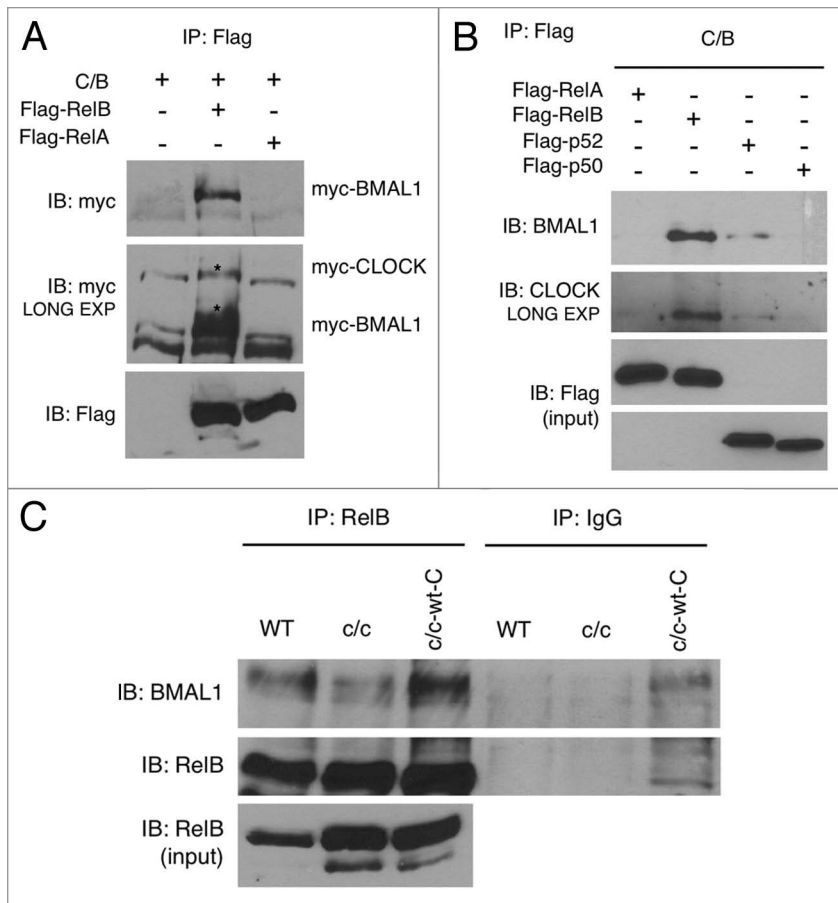 A
IP: Flag
C/B + + +
Flag-RelB - + -
Flag-RelA - - +
IB: myc
myc-BMAL1
IB: myc
LONG EXP
* myc-CLOCK
* myc-BMAL1
IB: Flag
B
IP: Flag
C/B
Flag-RelA + - - -
Flag-RelB - + - -
Flag-p52 - - + -
Flag-p50 - - - +
IB: BMAL1
IB: CLOCK
LONG EXP
IB: Flag
(input)
C
IP: RelB IP: IgG
WT c/c c/c-wt-C WT c/c c/c-wt-C
IB: BMAL1
IB: RelB
IB: RelB
(input)